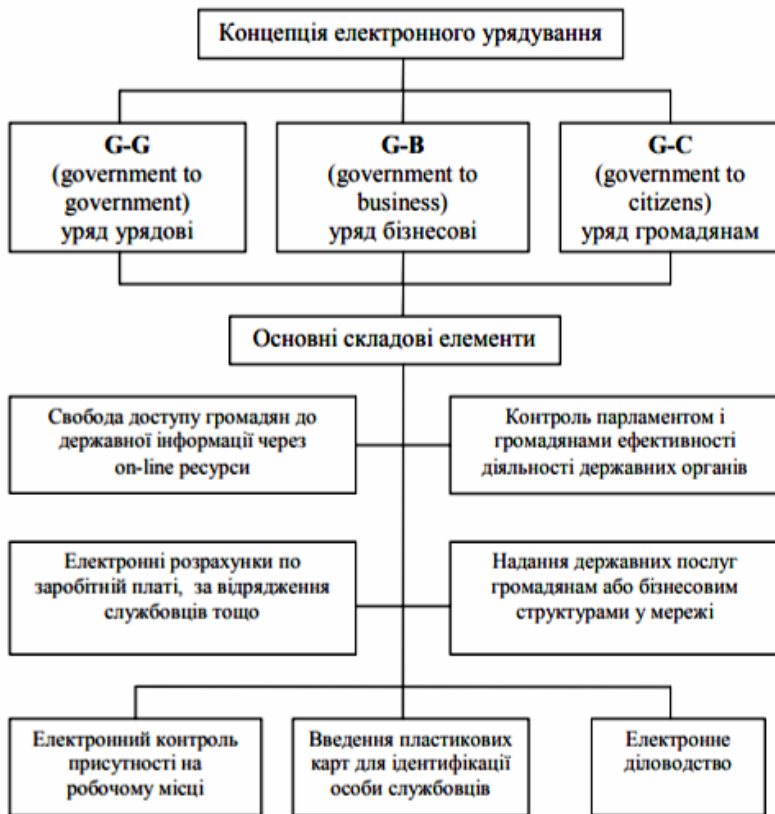 Концепція електронного урядування
G-G
(government to
government)
уряд урядові
G-B
(government to
business)
уряд бізнесові
G-C
(government to
citizens)
уряд громадянам
Основні складові елементи
Свобода доступу громадян до
державної інформації через
on-line ресурси
Контроль парламентом і
громадянами ефективності
діяльності державних органів
Електронні розрахунки по
заробітній платі, за відрядження
службовців тощо
Надання державних послуг
громадянам або бізнесовим
структурами у мережі
Електронний контроль
присутності на
робочому місці
Введення пластикових
карт для ідентифікації
особи службовців
Електронне
діловодство